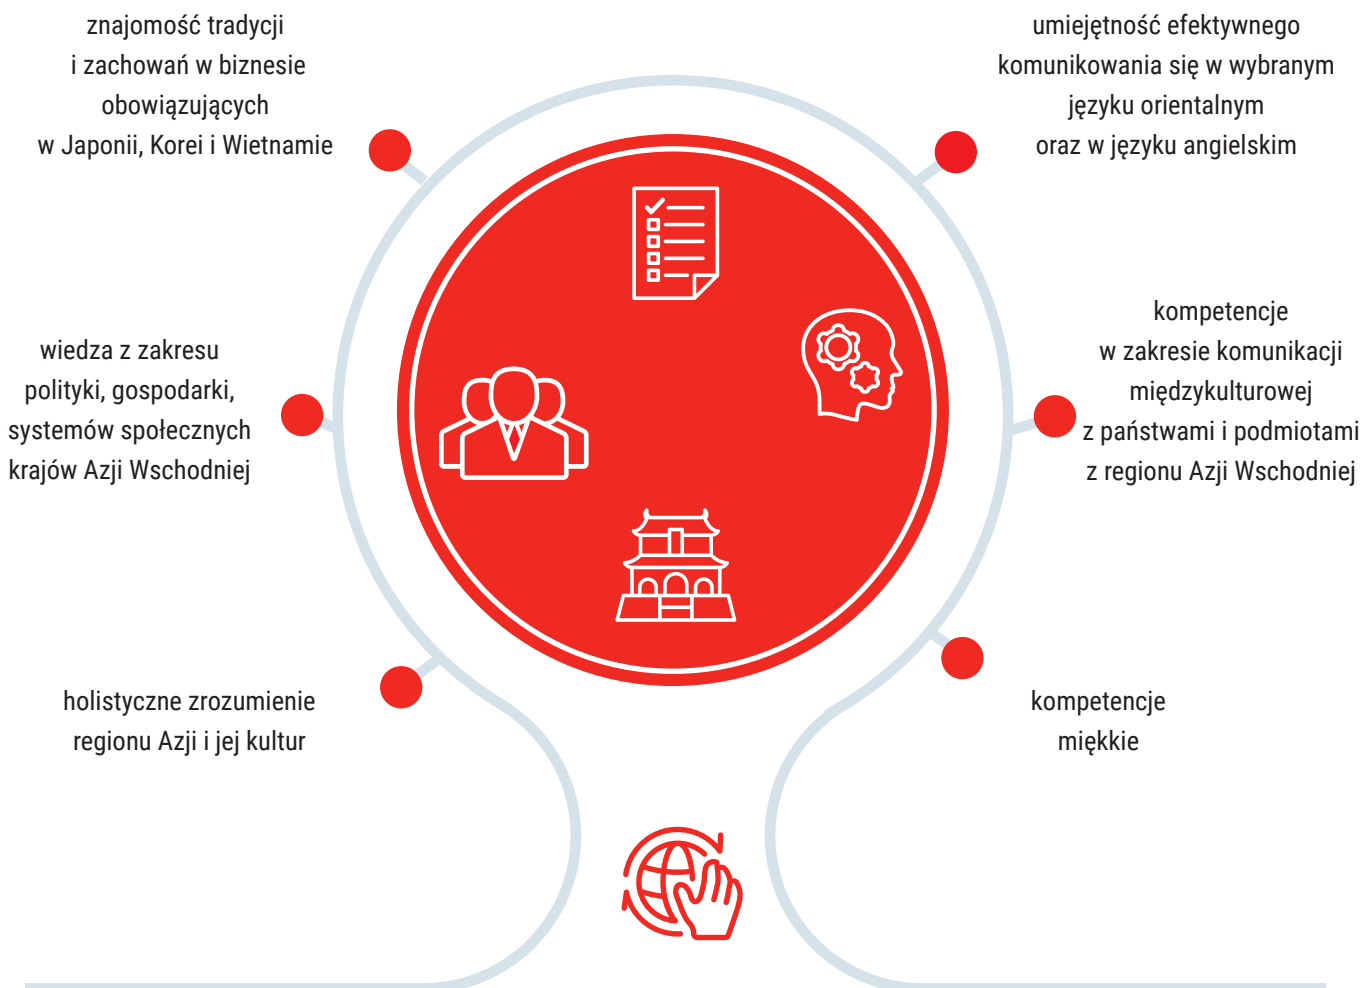 znajomość tradycji
i zachowań w biznesie
obowiązujących
w Japonii, Korei i Wietnamie
umiejętność efektywnego
komunikowania się w wybranym
języku orientalnym
oraz w języku angielskim
wiedza z zakresu
polityki, gospodarki,
systemów społecznych
krajów Azji Wschodniej
kompetencje
w zakresie komunikacji
międzykulturowej
z państwami i podmiotami
z regionu Azji Wschodniej
holistyczne zrozumienie
regionu Azji i jej kultur
kompetencje
miękkie